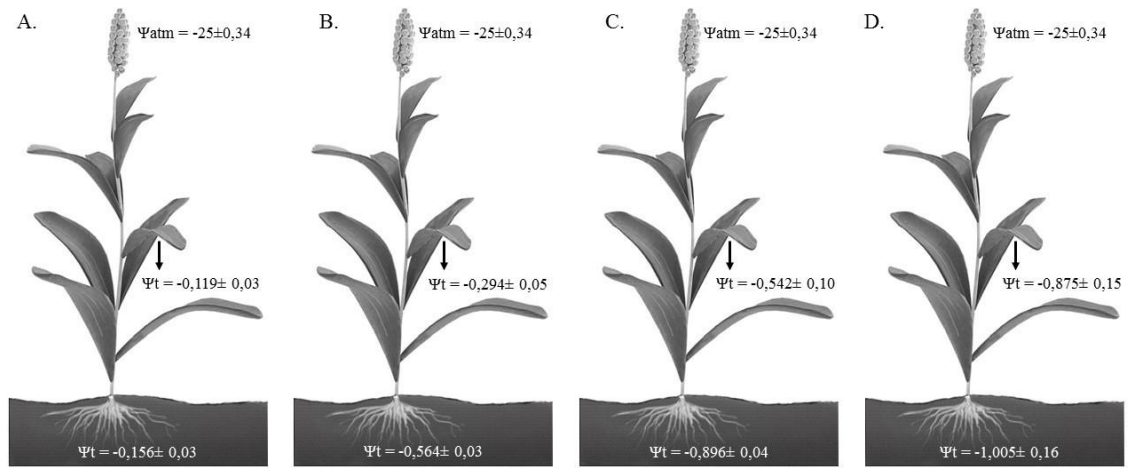 A.
Ψatm = -25±0,34
Ψt = -0,119± 0,03
Ψt = -0,156± 0,03
B.
Ψatm = -25±0,34
Ψt = -0,294± 0,05
Ψt = -0,564± 0,03
C.
Ψatm = -25±0,34
Ψt = -0,542± 0,10
Ψt = -0,896± 0,04
D.
Ψatm = -25±0,34
Ψt = -0,875± 0,15
Ψt = -1,005± 0,16